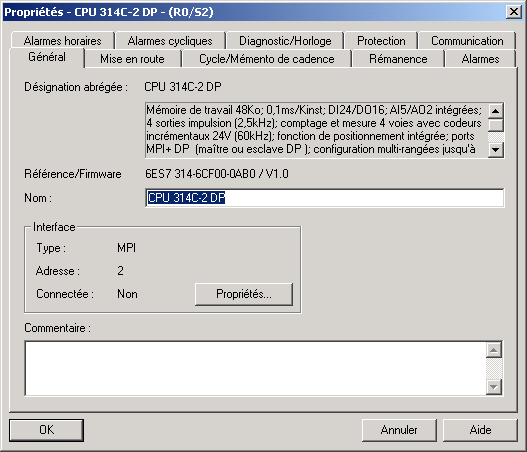 Propriétés - CPU 314C-2 DP - (R0/S2)
Alarmes horaires Alarmes cycliques Diagnostic/Horloge Protection Communication
Général Mise en route Cycle/Mémento de cadence Rémanence Alarmes
Désignation abrégée : CPU 314C-2 DP
Mémoire de travail 48Ko; 0,1ms/Kinst; DI24/DO16; AI5/AO2 intégrées;
4 sorties impulsion (2,5kHz); comptage et mesure 4 voies avec codeurs
incrémentaux 24V (60kHz); fonction de positionnement intégrée; ports
MPI+ DP (maître ou esclave DP ); configuration multi-rangées jusqu'à
Référence/Firmware 6ES7 314-6CF00-0AB0 / V1.0
Nom : CPU 314C-2 DP
Interface
Type : MPI
Adresse : 2
Connectée : Non Propriétés...
Commentaire :
OK Annuler Aide